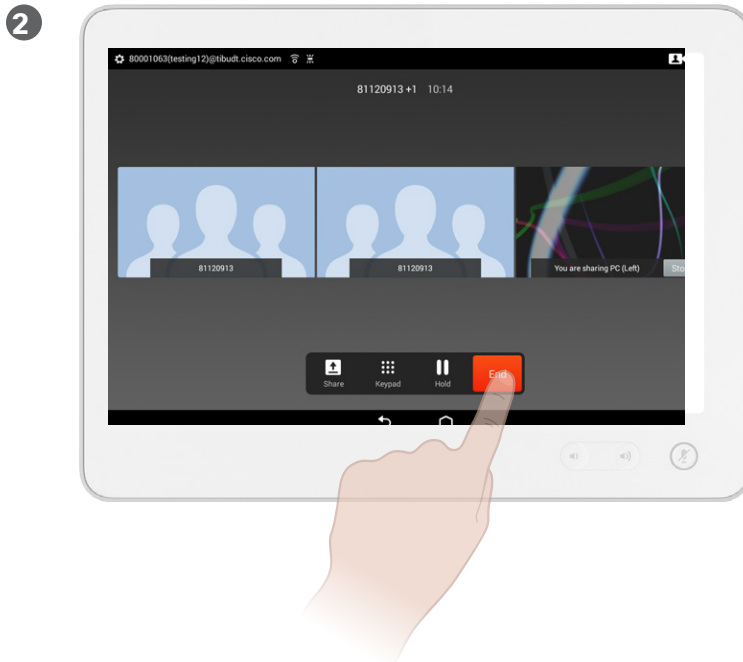 2
80001063(testing12)@tibudt.cisco.com
81120913 +1 10:14
81120913
81120913
You are sharing PC (Left)
Sto
Share
Keypad
Hold
End